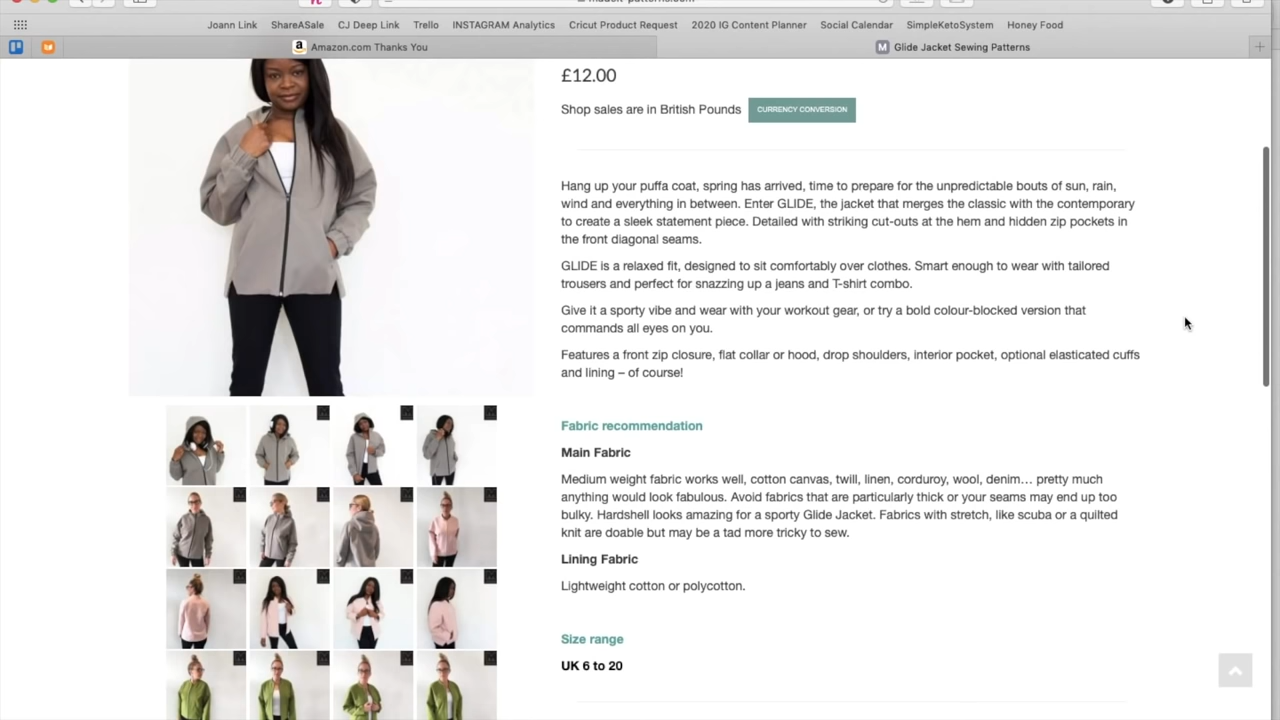 Joann Link ShareASale CJ Deep Link Trello INSTAGRAM Analytics Cricut Product Request 2020 IG Content Planner Social Calendar SimpleKetoSystem Honey Food
Amazon.com Thanks You M Glide Jacket Sewing Patterns
£12.00
Shop sales are in British Pounds CURRENCY CONVERSION
Hang up your puffa coat, spring has arrived, time to prepare for the unpredictable bouts of sun, rain,
wind and everything in between. Enter GLIDE, the jacket that merges the classic with the contemporary
to create a sleek statement piece. Detailed with striking cut-outs at the hem and hidden zip pockets in
the front diagonal seams.
GLIDE is a relaxed fit, designed to sit comfortably over clothes. Smart enough to wear with tailored
trousers and perfect for snazzing up a jeans and T-shirt combo.
Give it a sporty vibe and wear with your workout gear, or try a bold colour-blocked version that
commands all eyes on you.
Features a front zip closure, flat collar or hood, drop shoulders, interior pocket, optional elasticated cuffs
and lining – of course!
Fabric recommendation
Main Fabric
Medium weight fabric works well, cotton canvas, twill, linen, corduroy, wool, denim… pretty much
anything would look fabulous. Avoid fabrics that are particularly thick or your seams may end up too
bulky. Hardshell looks amazing for a sporty Glide Jacket. Fabrics with stretch, like scuba or a quilted
knit are doable but may be a tad more tricky to sew.
Lining Fabric
Lightweight cotton or polycotton.
Size range
UK 6 to 20